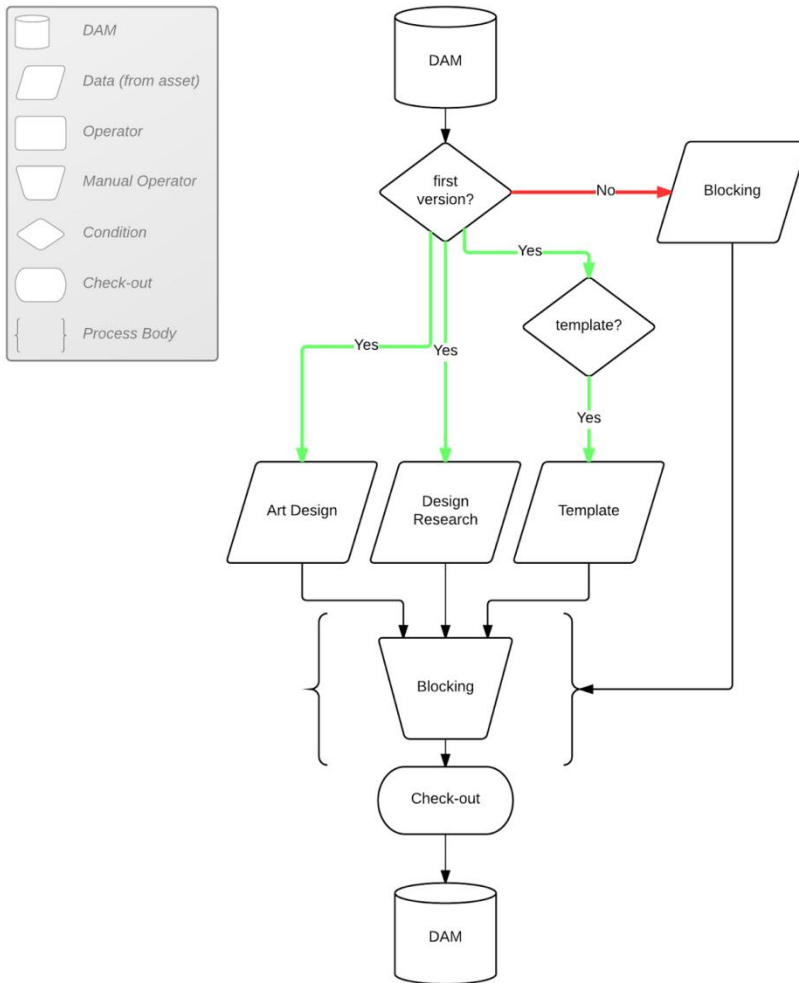 DAM
Data (from asset)
Operator
Manual Operator
Condition
Check-out
Process Body
DAM
first
version?
No
Blocking
Yes
template?
Yes
Yes
Yes
Art Design
Design
Research
Template
Blocking
Check-out
DAM